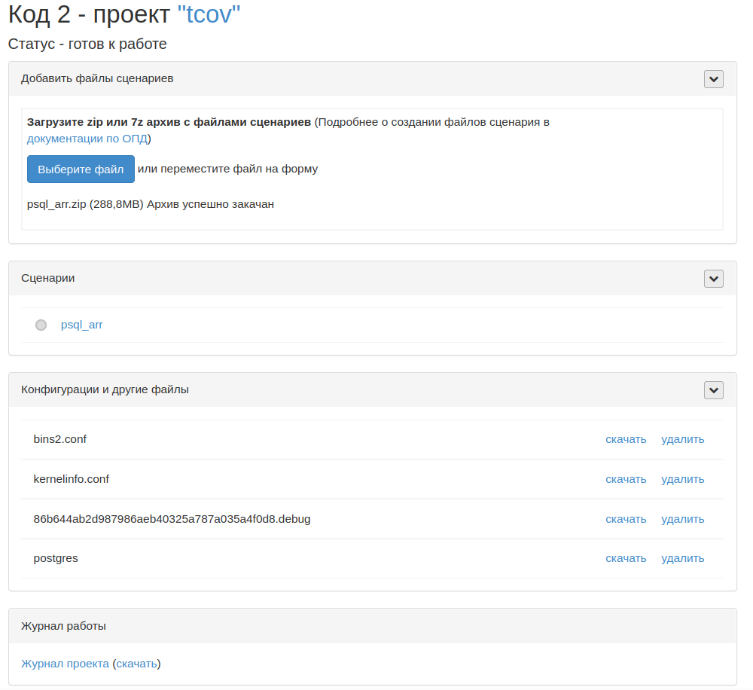 Код 2 - проект "tcov"
Статус - готов к работе
Добавить файлы сценариев
Загрузите zip или 7z архив с файлами сценариев (Подробнее о создании файлов сценария в
документации по ОПД)
Выберите файл или переместите файл на форму
psql_arr.zip (288,8MB) Архив успешно закачан
Сценарии
psql_arr
Конфигурации и другие файлы
bins2.conf скачать удалить
kernelinfo.conf скачать удалить
86b644ab2d987986aeb40325a787a035a4f0d8.debug скачать удалить
postgres скачать удалить
Журнал работы
Журнал проекта (скачать)